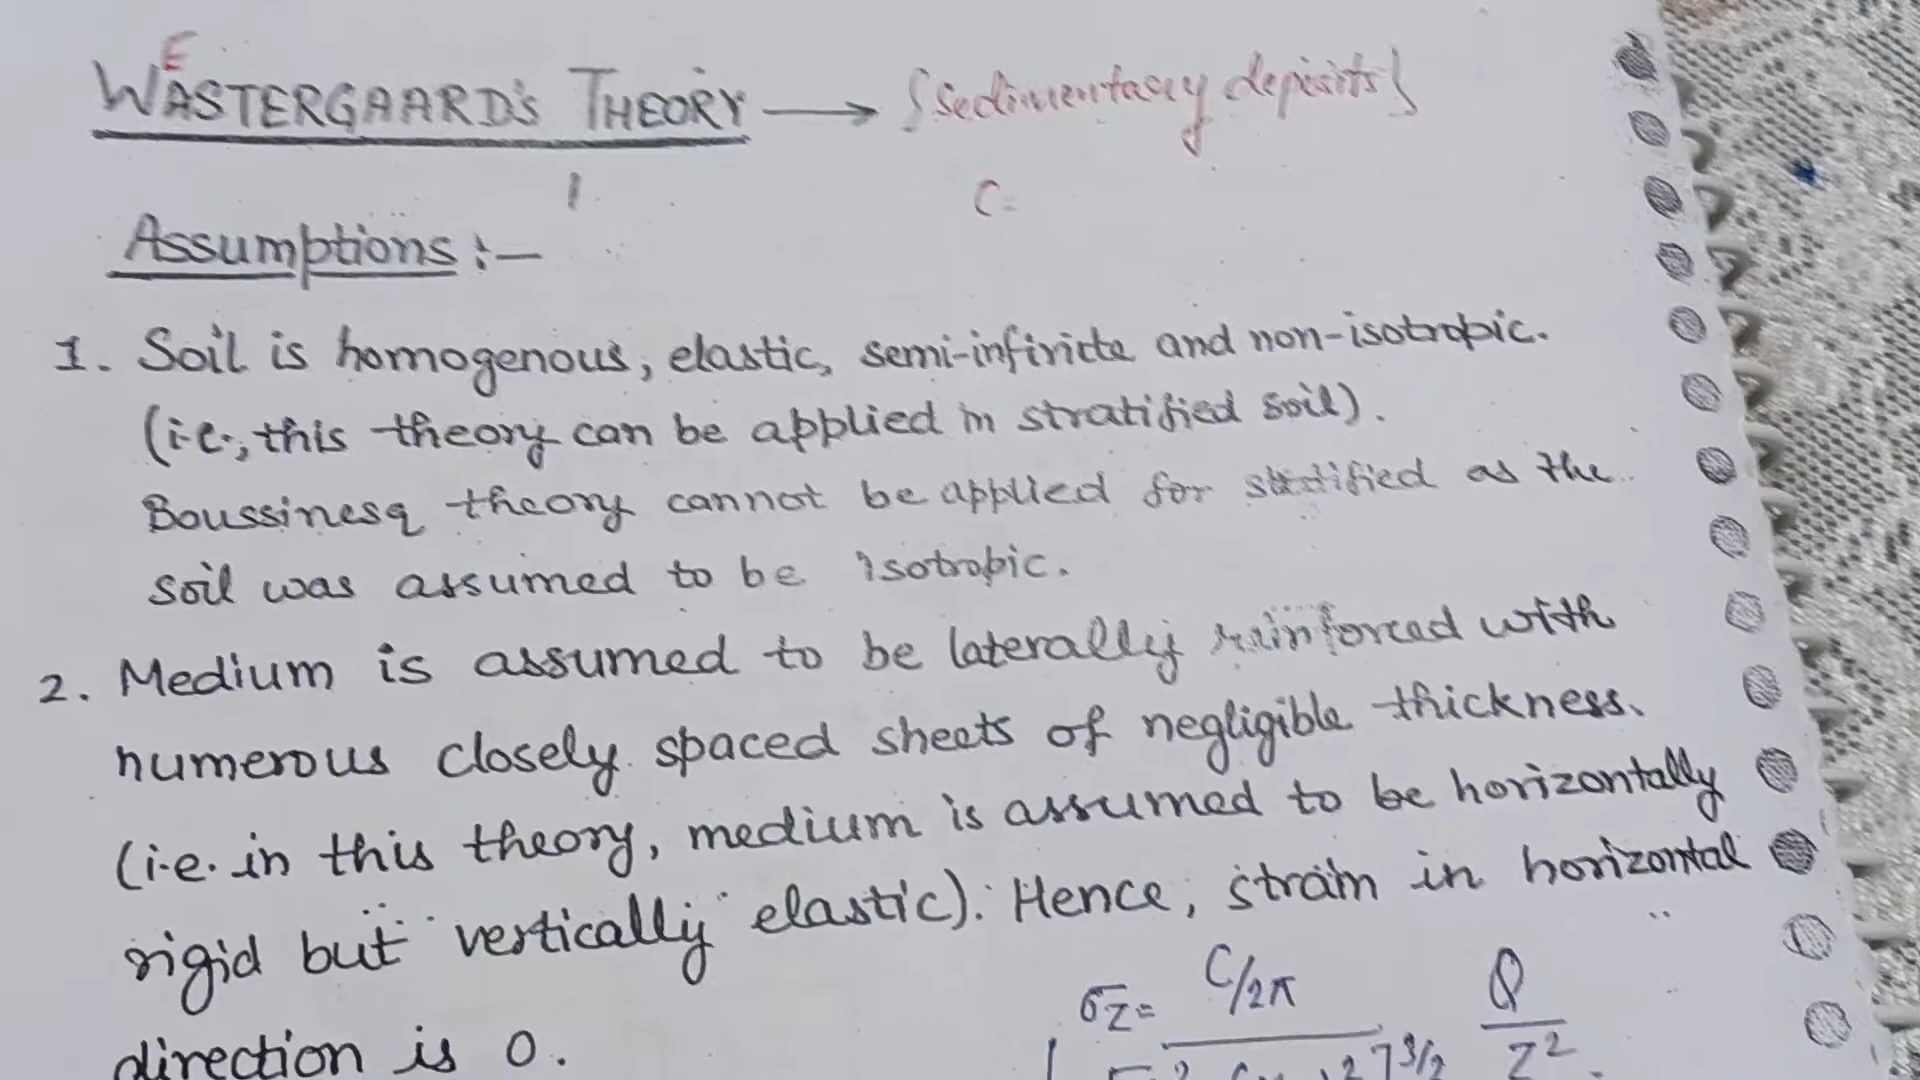 WESTERGAARD'S THEORY → {Sedimentary deposits}
C=
Assumptions :-
1. Soil is homogenous, elastic, semi-infinite and non-isotropic.
(i.e., this theory can be applied in stratified soil).
Boussinesq theory cannot be applied for stratified as the
soil was assumed to be isotropic.
2. Medium is assumed to be laterally reinforced with
numerous closely spaced sheets of negligible thickness.
(i.e. in this theory, medium is assumed to be horizontally
rigid but vertically elastic). Hence, strain in horizontal
direction is 0.
σz = C/2π Q
3/2 z²